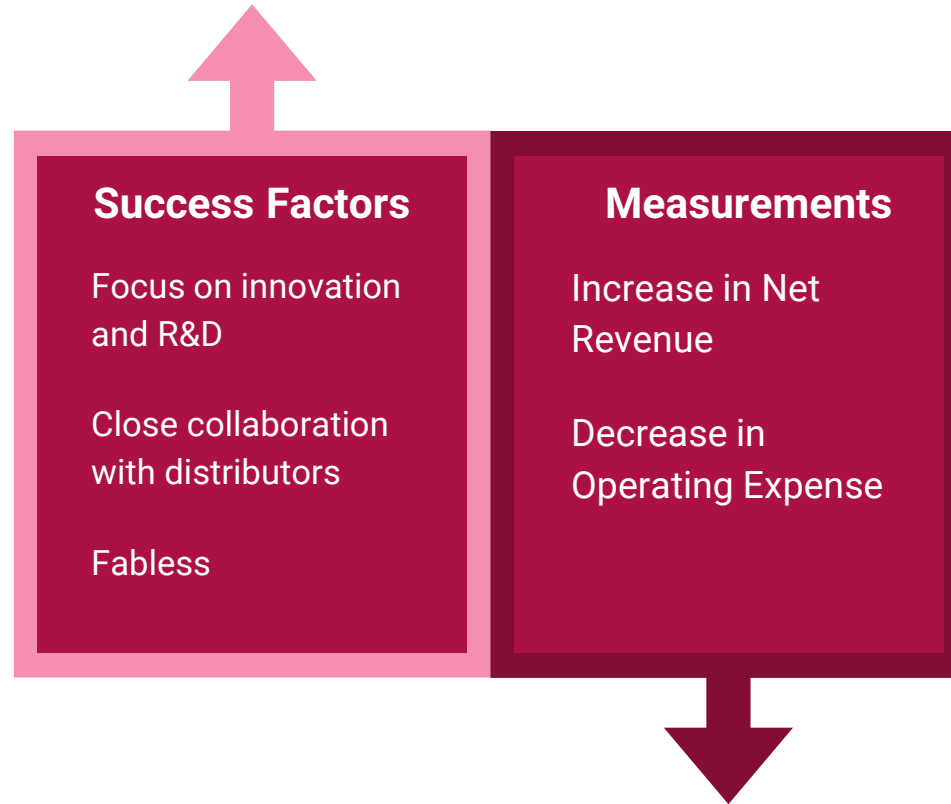 Success Factors
Focus on innovation
and R&D
Close collaboration
with distributors
Fabless
Measurements
Increase in Net
Revenue
Decrease in
Operating Expense